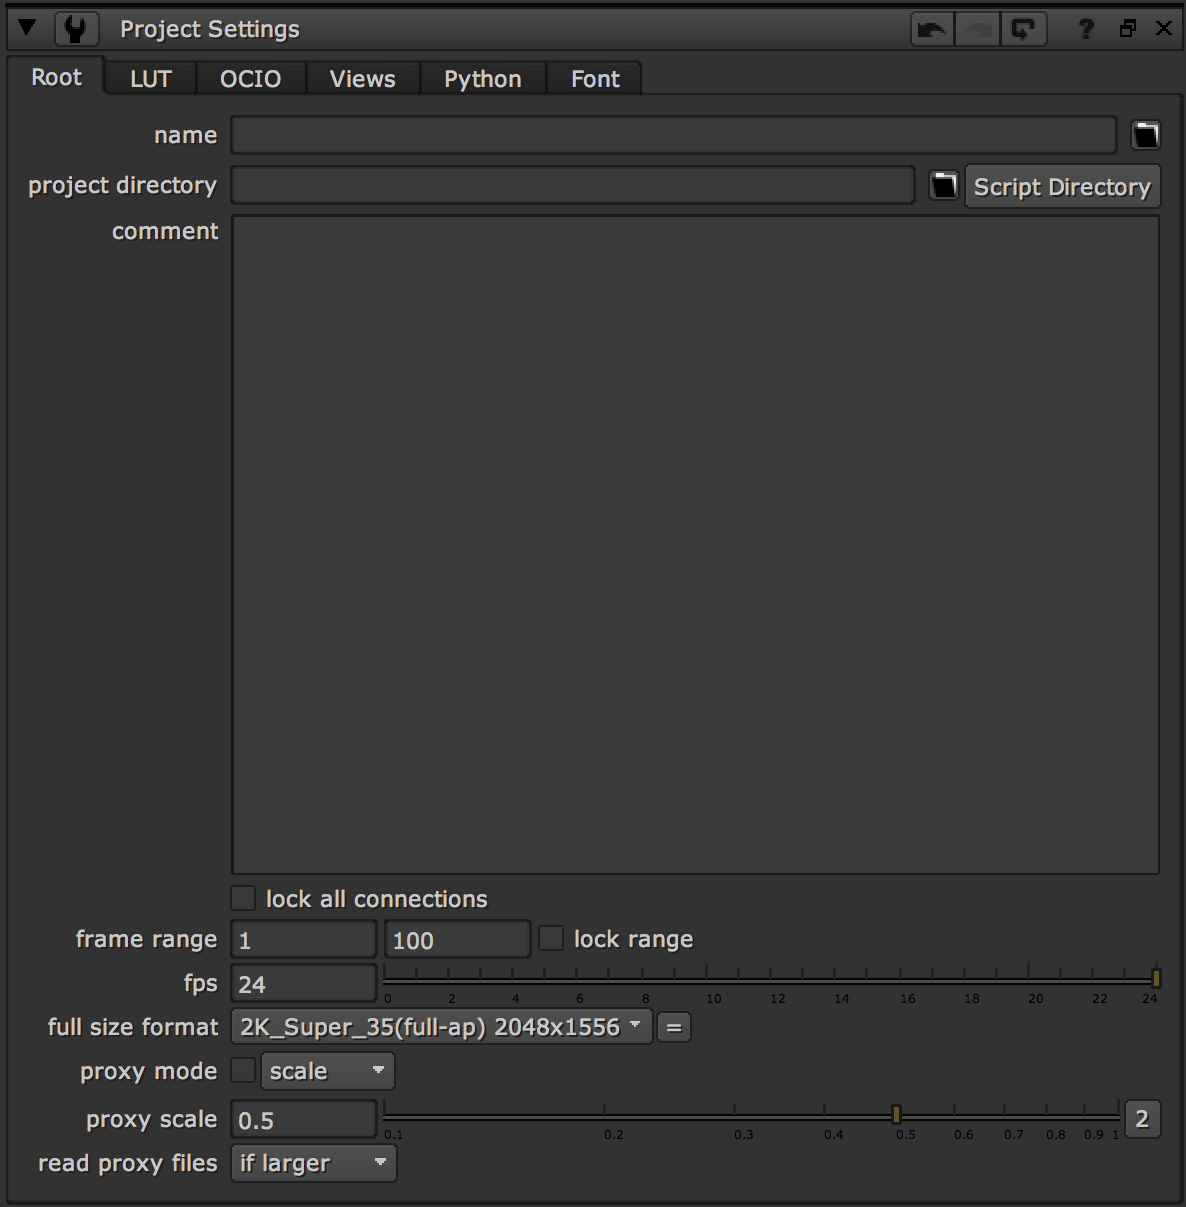 Project Settings
?
Root LUT OCIO Views Python Font
name
project directory Script Directory
comment
lock all connections
frame range 1 100 lock range
fps 24
0 2 4 6 8 10 12 14 16 18 20 22 24
full size format 2K_Super_35(full-ap) 2048x1556 =
proxy mode scale
proxy scale 0.5 2
0.1 0.2 0.3 0.4 0.5 0.6 0.7 0.8 0.9 1
read proxy files if larger